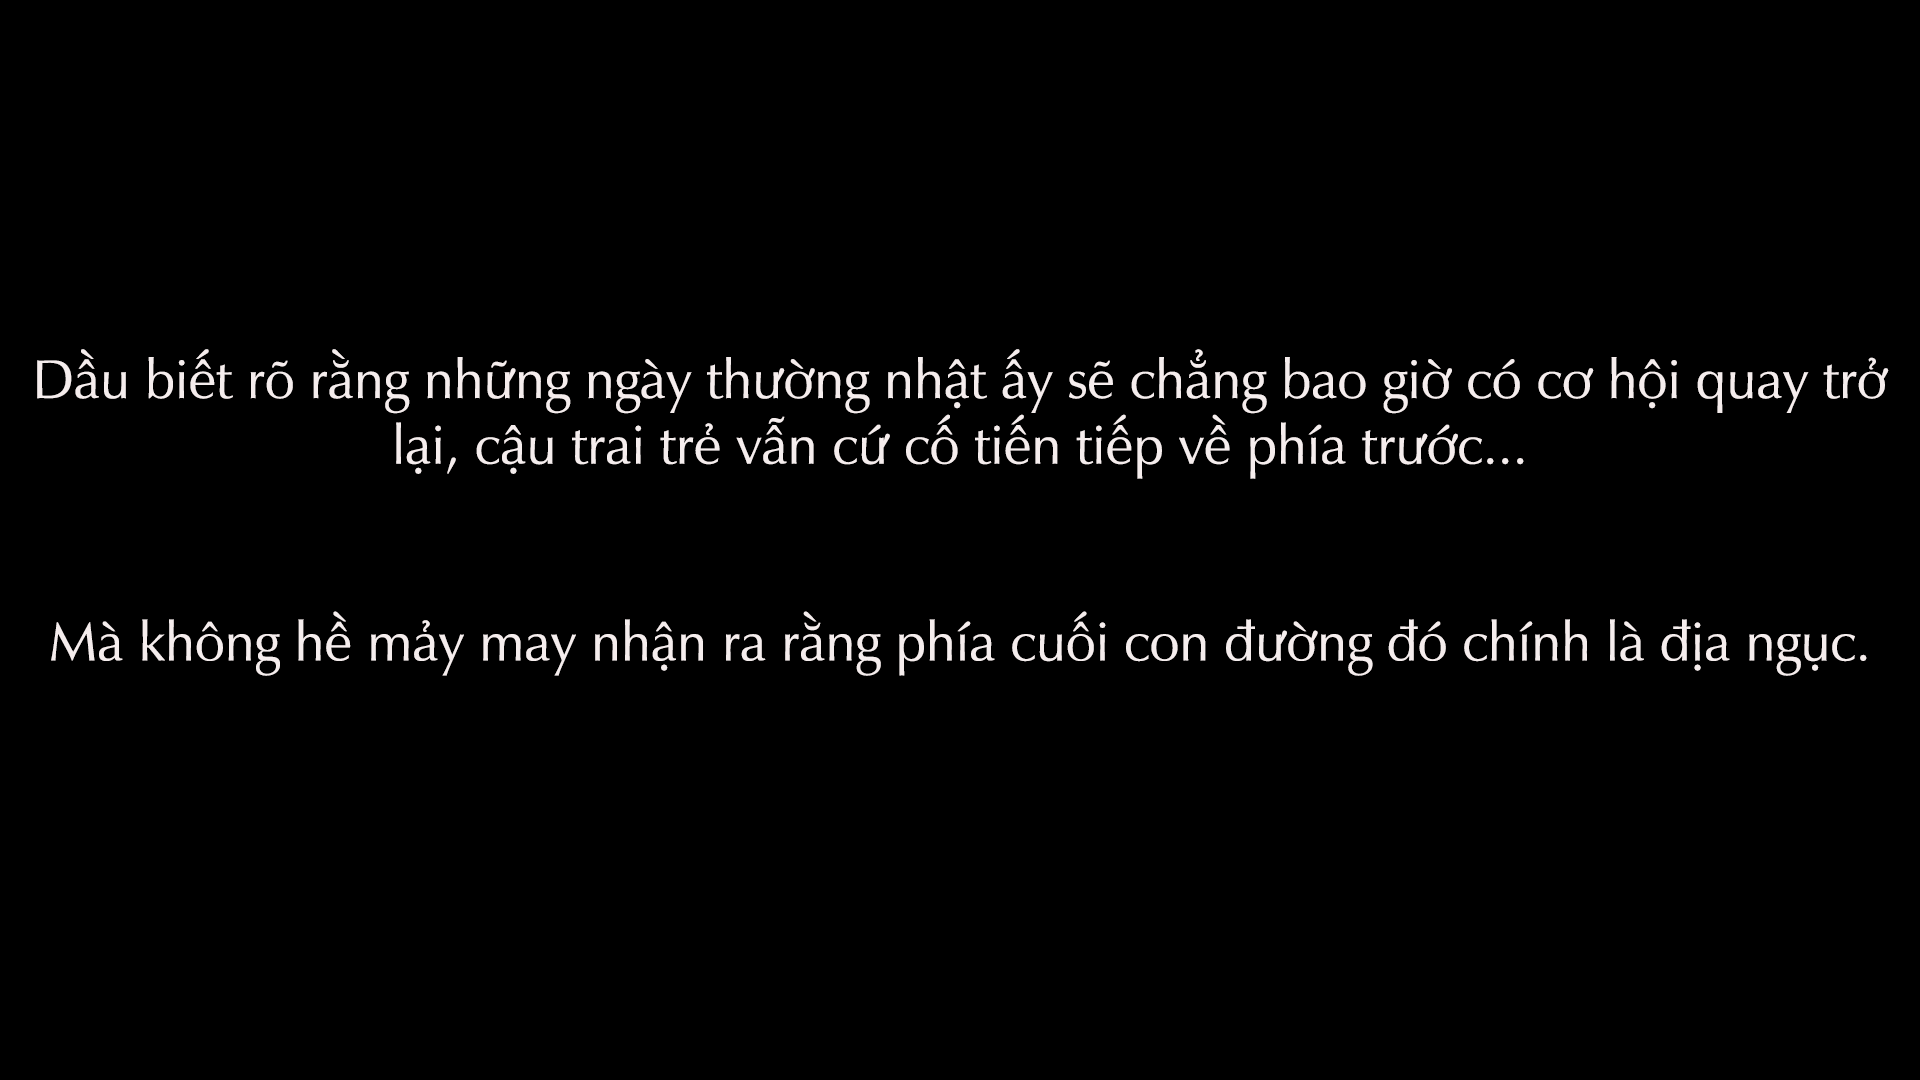 Dầu biết rõ rằng những ngày thường nhật ấy sẽ chẳng bao giờ có cơ hội quay trở
lại, cậu trai trẻ vẫn cứ cố tiến tiếp về phía trước...
Mà không hề mảy may nhận ra rằng phía cuối con đường đó chính là địa ngục.